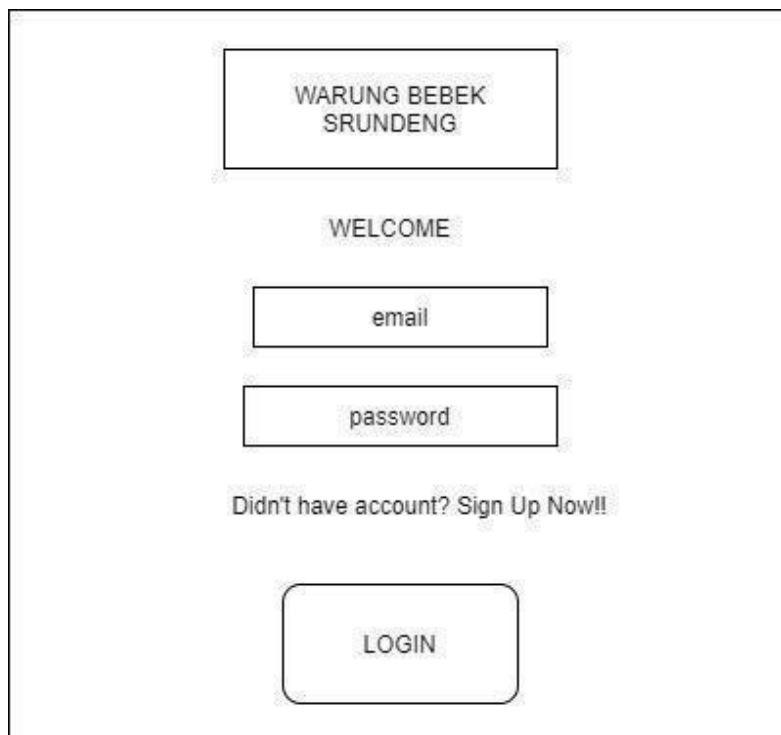 WARUNG BEBEK
SRUNDENG
WELCOME
email
password
Didn't have account? Sign Up Now!!
LOGIN